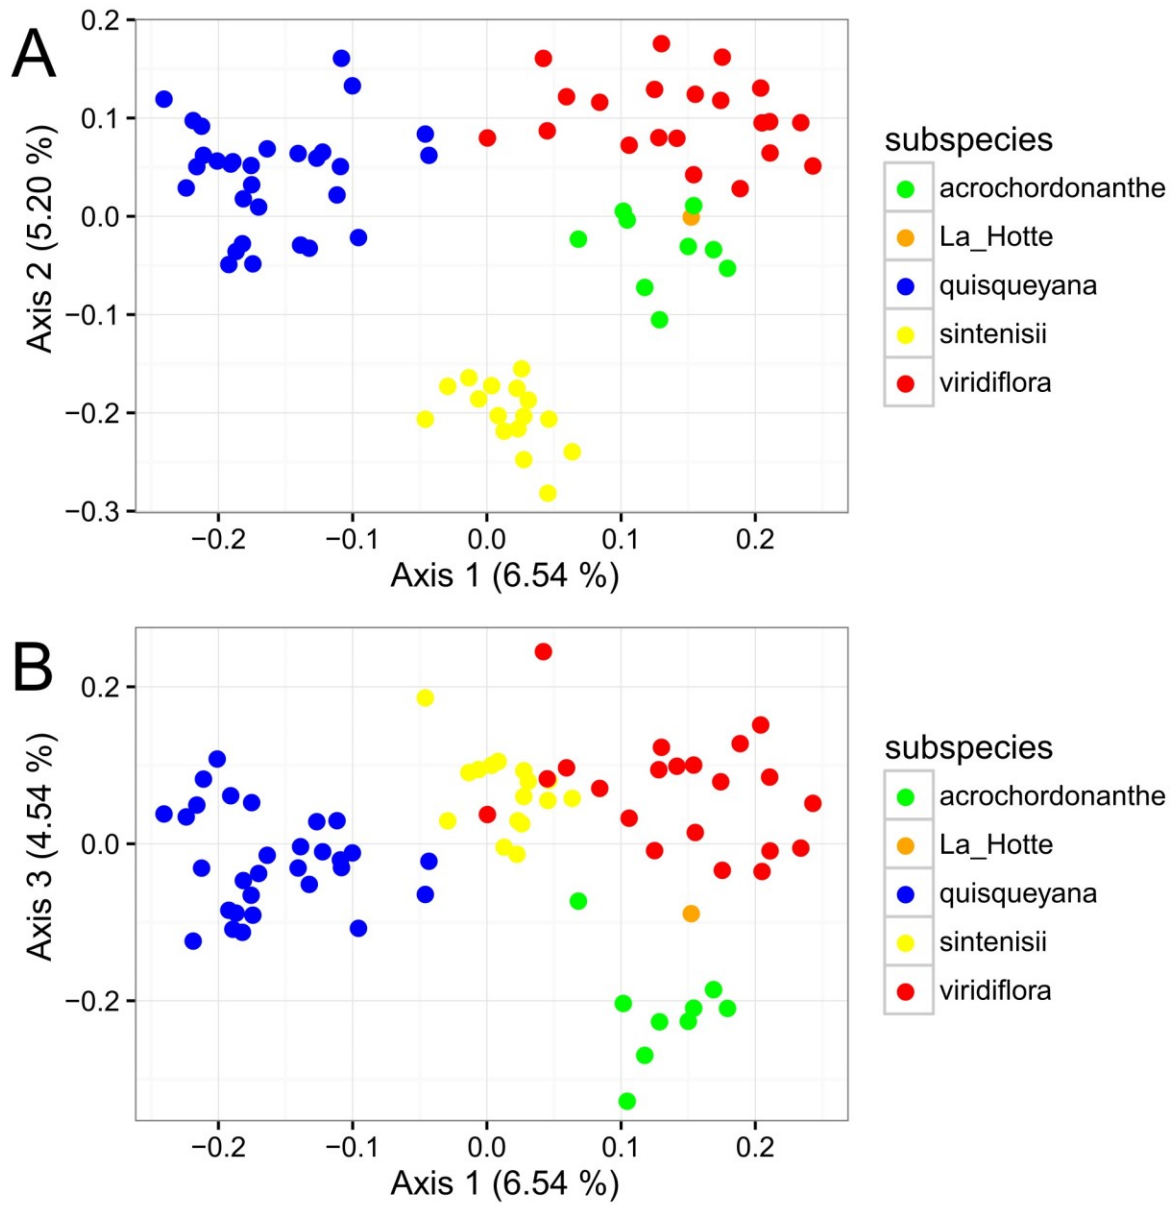 A
0.2
0.1
0.0
−0.1
−0.2
−0.3
Axis 2 (5.20 %)
−0.2 −0.1 0.0 0.1 0.2
Axis 1 (6.54 %)
subspecies
acrochordonanthe
La_Hotte
quisqueyana
sintenisii
viridiflora
B
0.2
0.0
−0.2
Axis 3 (4.54 %)
−0.2 −0.1 0.0 0.1 0.2
Axis 1 (6.54 %)
subspecies
acrochordonanthe
La_Hotte
quisqueyana
sintenisii
viridiflora